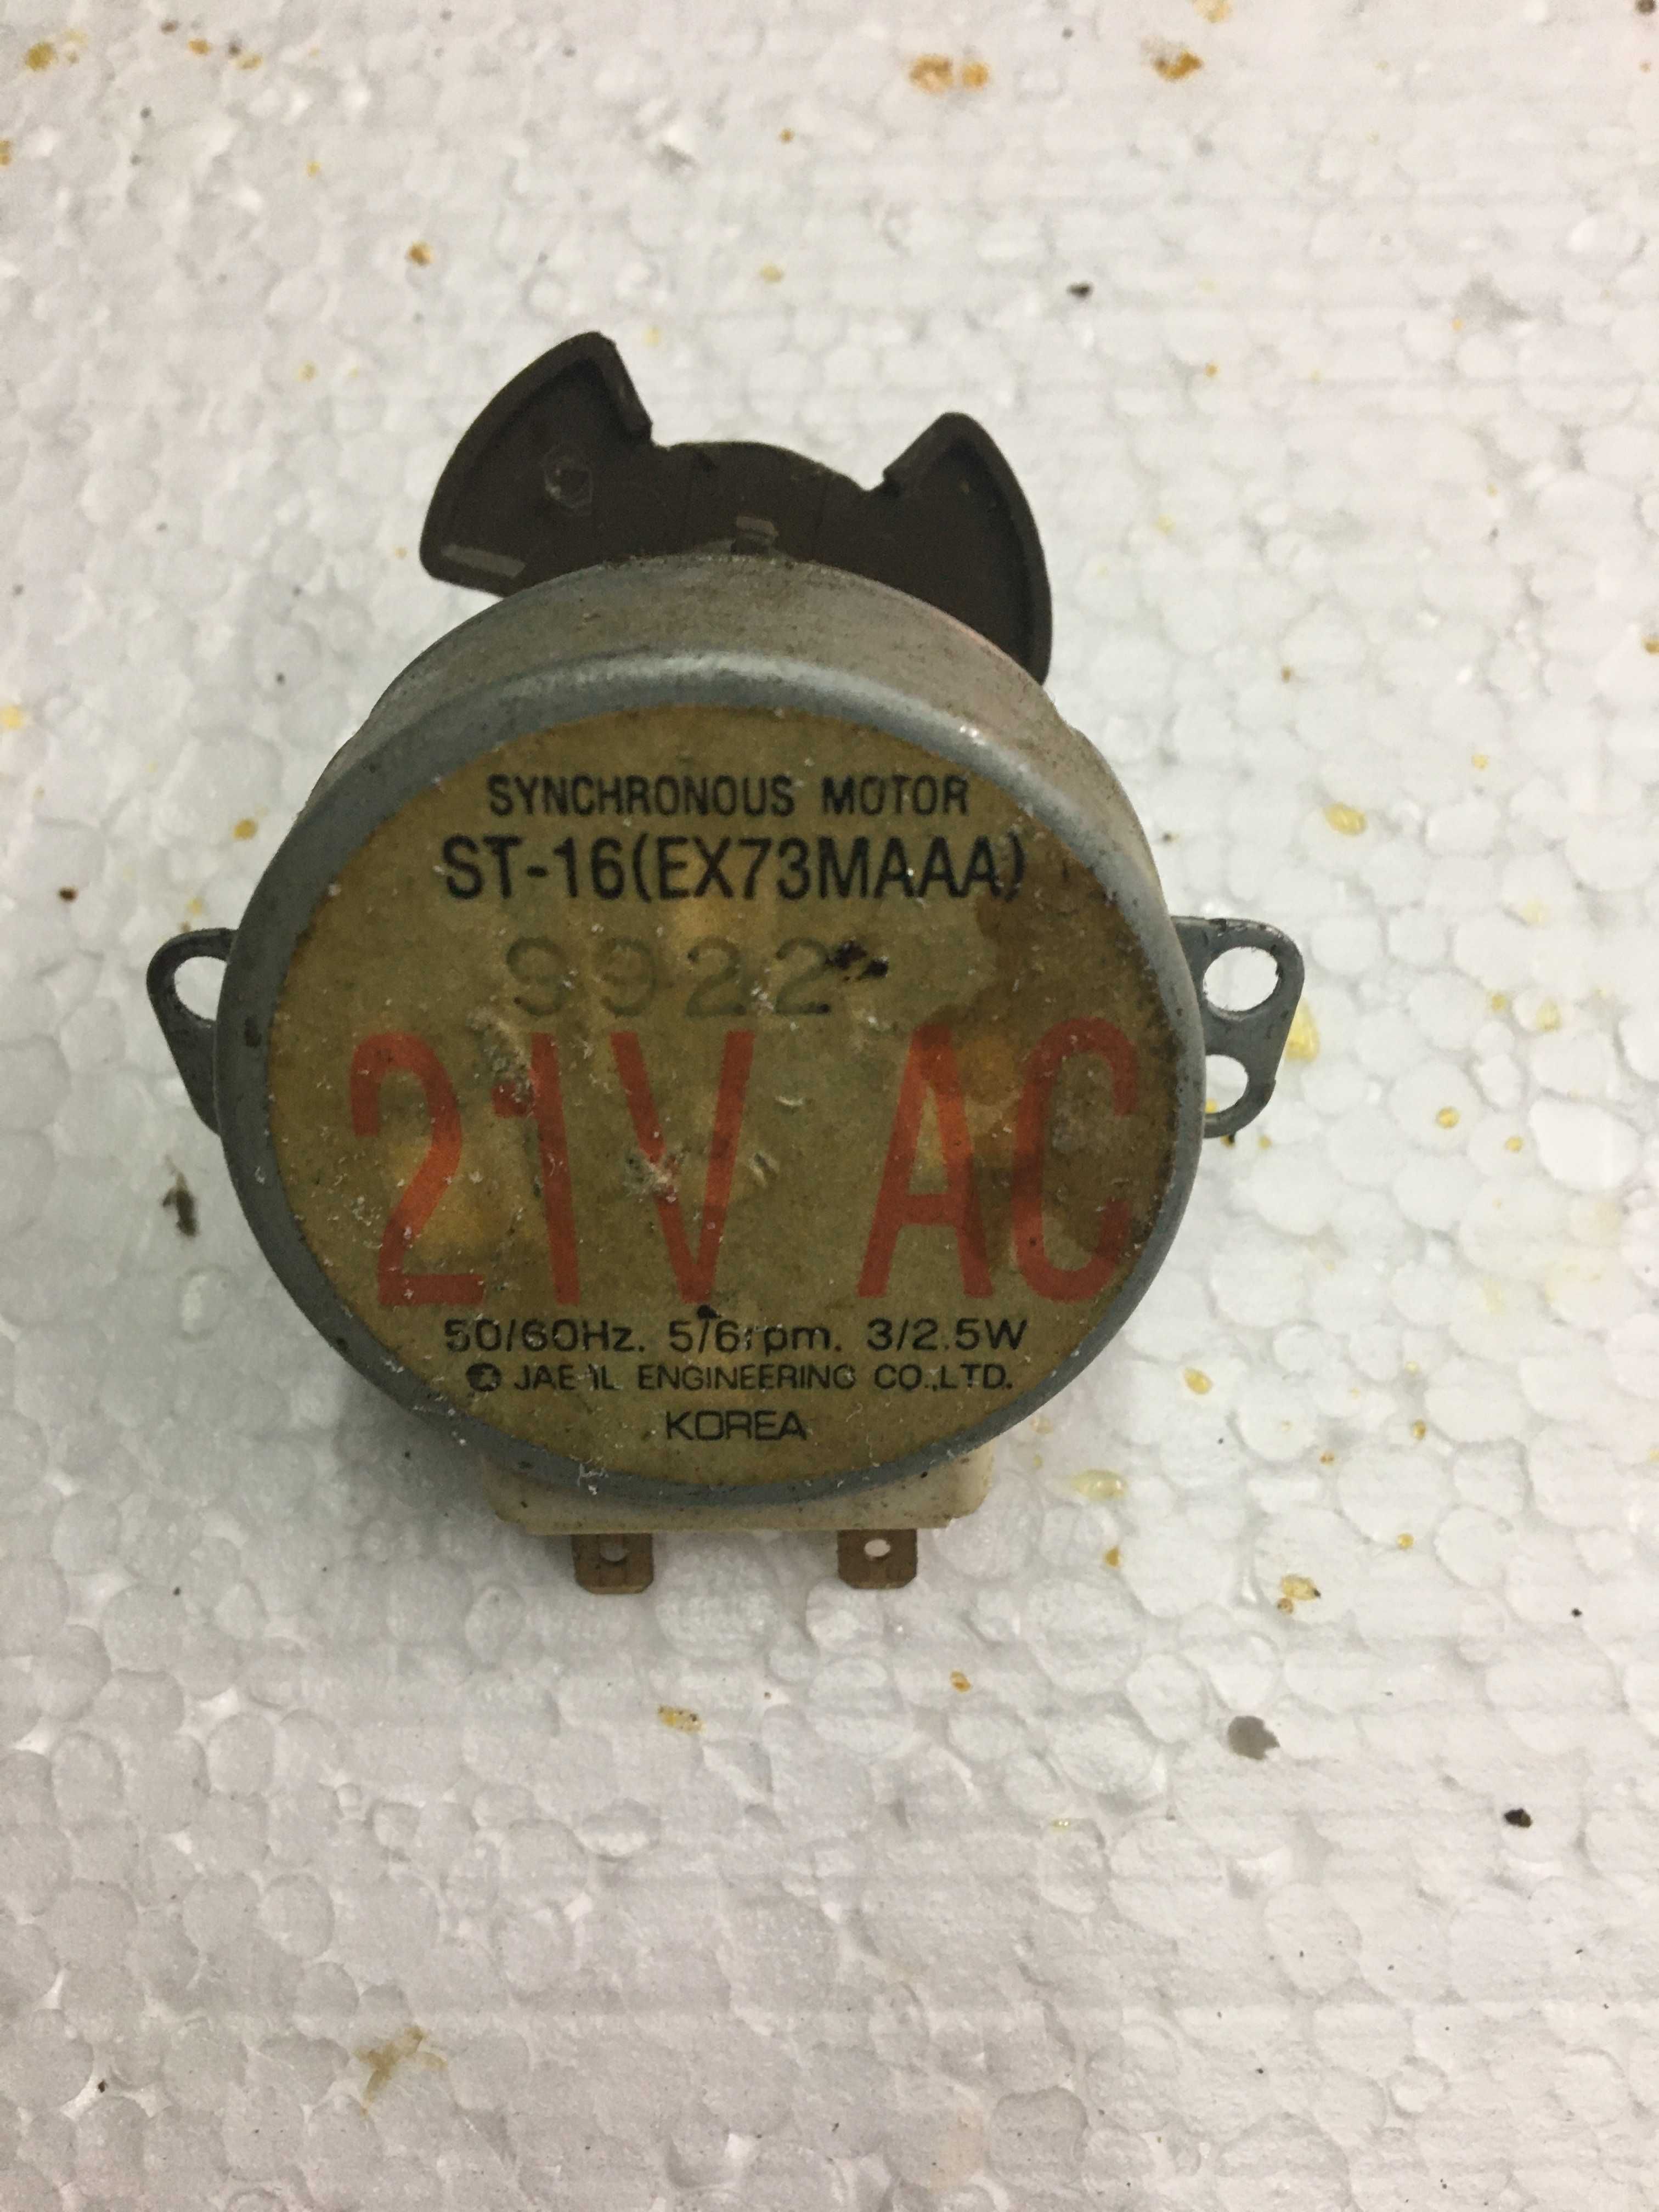 SYNCHRONOUS MOTOR
ST-16(EX73MAAA)
9922
21V AC
50/60Hz. 5/6rpm. 3/2.5W
JAE IL ENGINEERING CO.,LTD.
KOREA